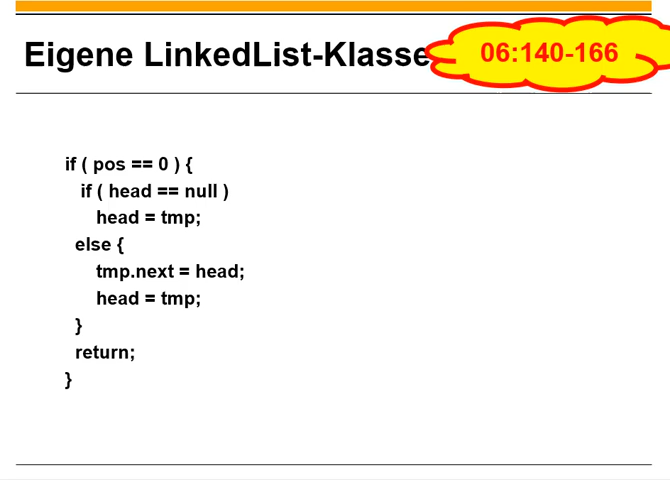 Eigene LinkedList-Klasse
06:140-166
if ( pos == 0 ) {
if ( head == null )
head = tmp;
else {
tmp.next = head;
head = tmp;
}
return;
}